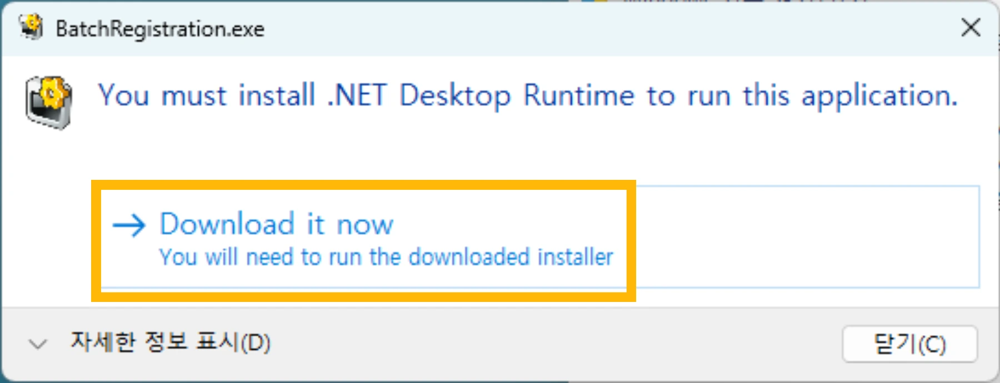 BatchRegistration.exe
You must install .NET Desktop Runtime to run this application.
Download it now
You will need to run the downloaded installer
자세한 정보 표시(D)
닫기(C)